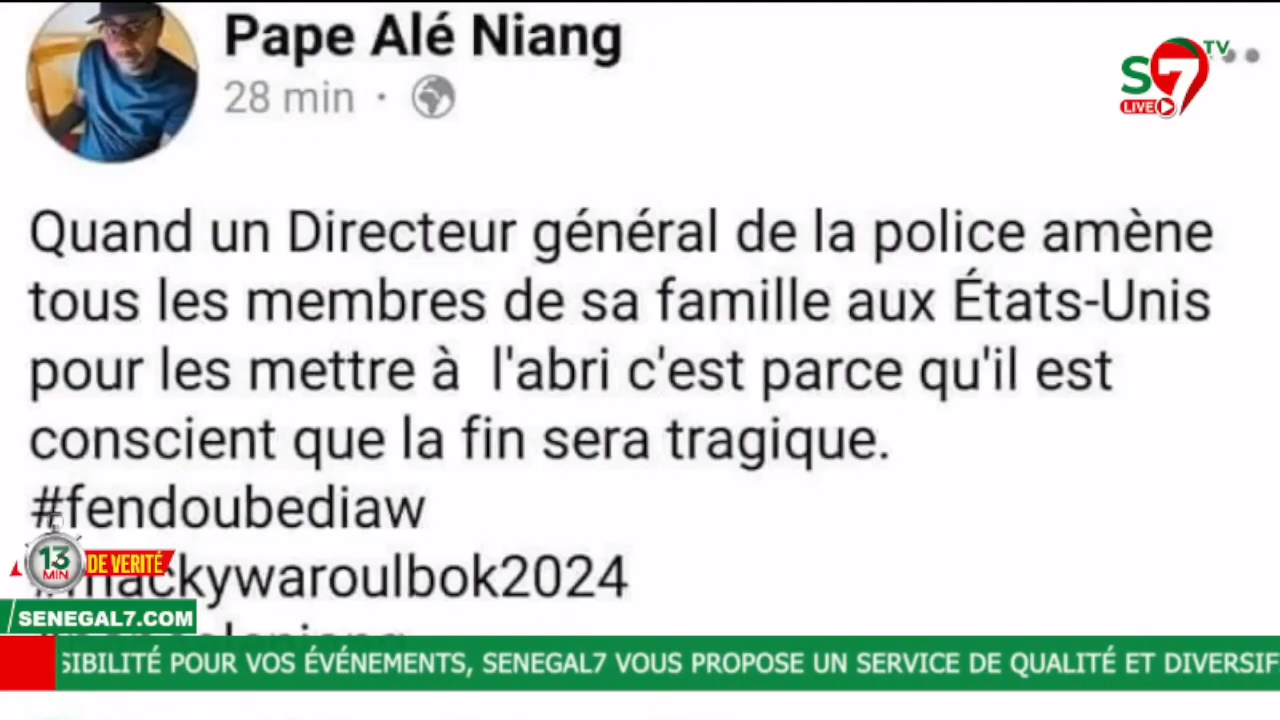 Pape Alé Niang
28 min ·
S7 TV
LIVE
Quand un Directeur général de la police amène
tous les membres de sa famille aux États-Unis
pour les mettre à l'abri c'est parce qu'il est
conscient que la fin sera tragique.
#fendoubediaw
#mackywaroulbok2024
13 MIN DE VERITÉ
SENEGAL7.COM
SIBILITÉ POUR VOS ÉVÉNEMENTS, SENEGAL7 VOUS PROPOSE UN SERVICE DE QUALITÉ ET DIVERSIF